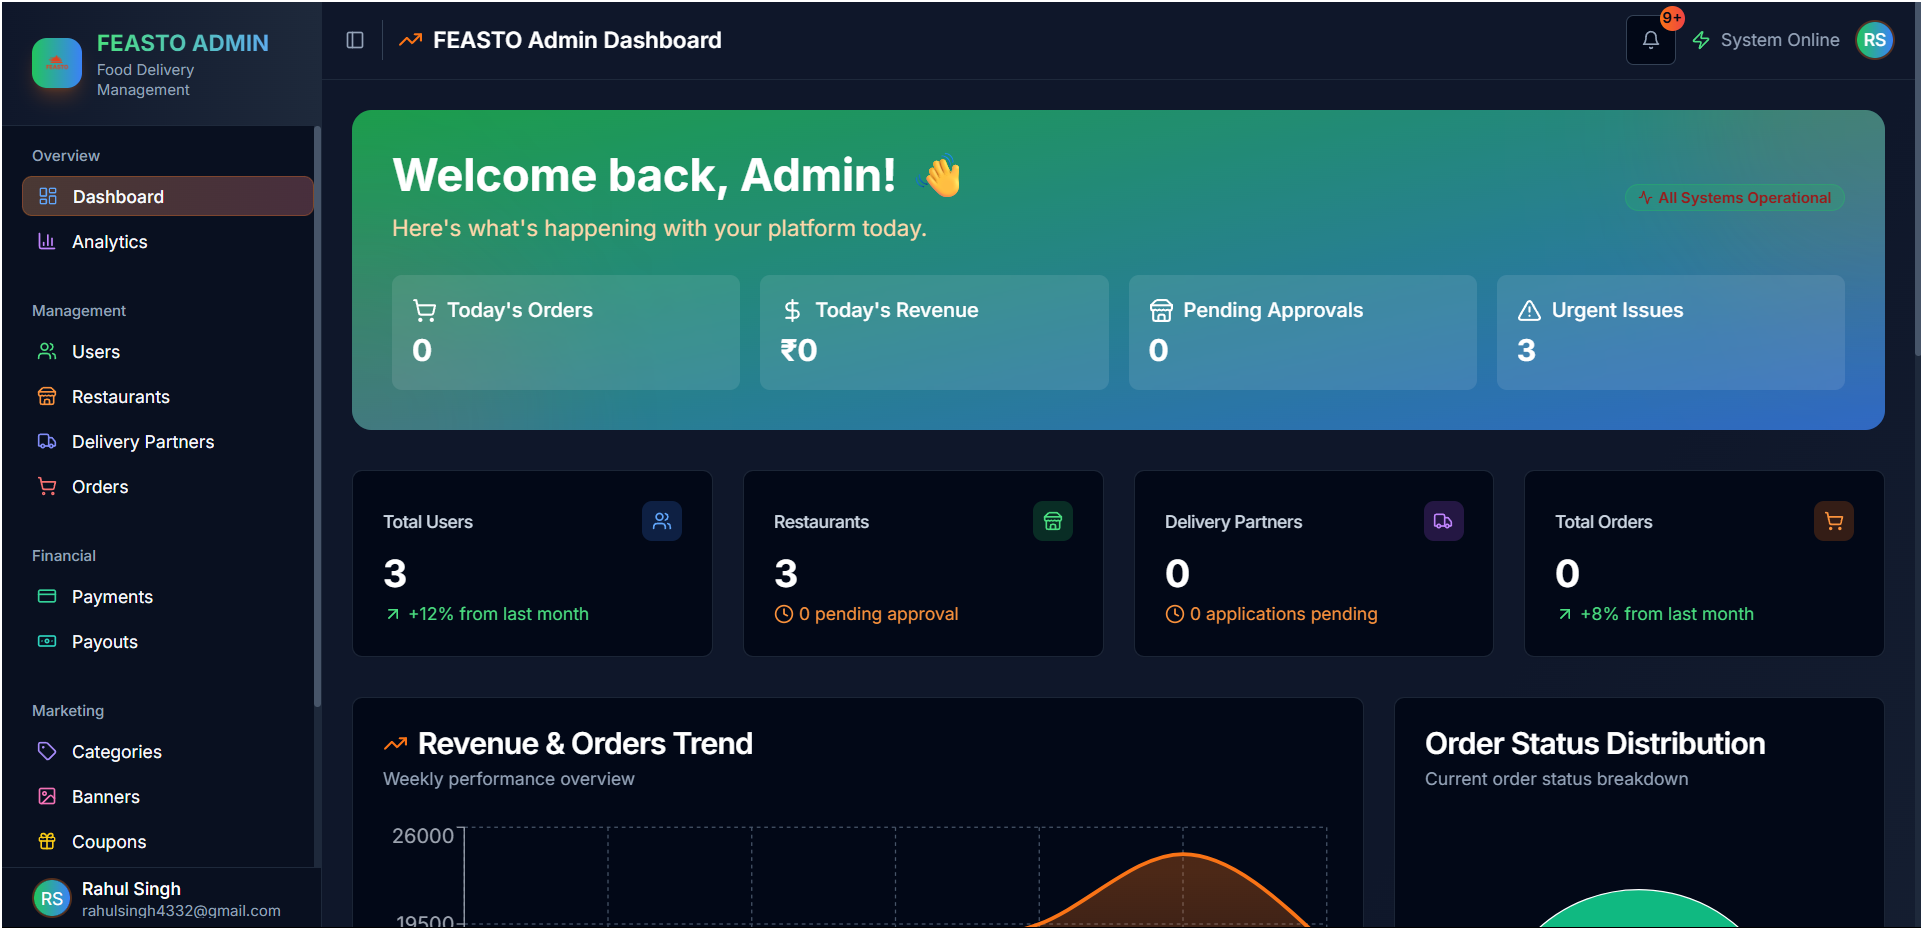 FEASTO ADMIN
Food Delivery
Management
Overview
Dashboard
Analytics
Management
Users
Restaurants
Delivery Partners
Orders
Financial
Payments
Payouts
Marketing
Categories
Banners
Coupons
RS
Rahul Singh
rahulsingh4332@gmail.com
FEASTO Admin Dashboard
9+
System Online
RS
Welcome back, Admin! 👋
Here's what's happening with your platform today.
All Systems Operational
Today's Orders
0
Today's Revenue
₹0
Pending Approvals
0
Urgent Issues
3
Total Users
3
+12% from last month
Restaurants
3
0 pending approval
Delivery Partners
0
0 applications pending
Total Orders
0
+8% from last month
Revenue & Orders Trend
Weekly performance overview
26000
19500
Order Status Distribution
Current order status breakdown